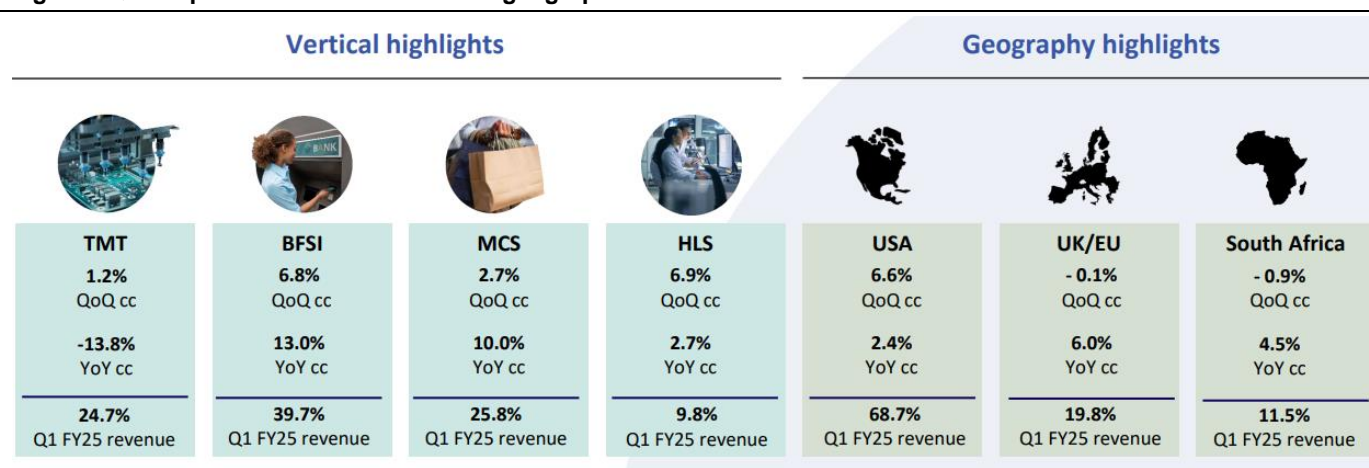 Vertical highlights
Geography highlights
BANK
TMT
1.2%
QoQ cc
-13.8%
YoY cc
24.7%
Q1 FY25 revenue
BFSI
6.8%
QoQ cc
13.0%
YoY cc
39.7%
Q1 FY25 revenue
MCS
2.7%
QoQ cc
10.0%
YoY cc
25.8%
Q1 FY25 revenue
HLS
6.9%
QoQ cc
2.7%
YoY cc
9.8%
Q1 FY25 revenue
USA
6.6%
QoQ cc
2.4%
YoY cc
68.7%
Q1 FY25 revenue
UK/EU
- 0.1%
QoQ cc
6.0%
YoY cc
19.8%
Q1 FY25 revenue
South Africa
- 0.9%
QoQ cc
4.5%
YoY cc
11.5%
Q1 FY25 revenue